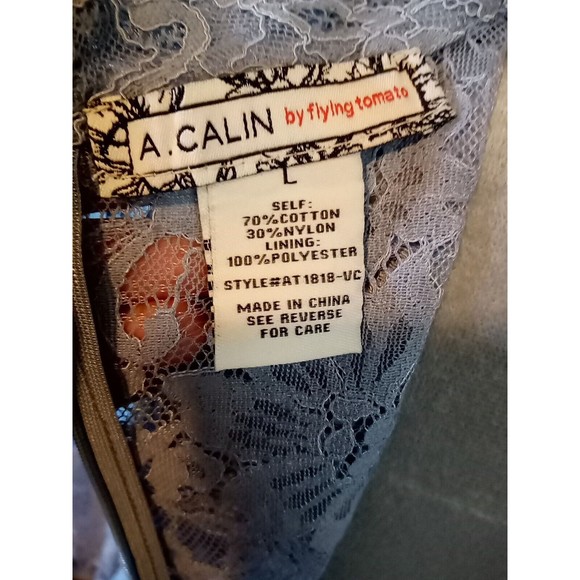 A.CALIN by flying tomato
L
SELF:
70%COTTON
30%NYLON
LINING:
100%POLYESTER
STYLE#AT1818-VC
MADE IN CHINA
SEE REVERSE
FOR CARE